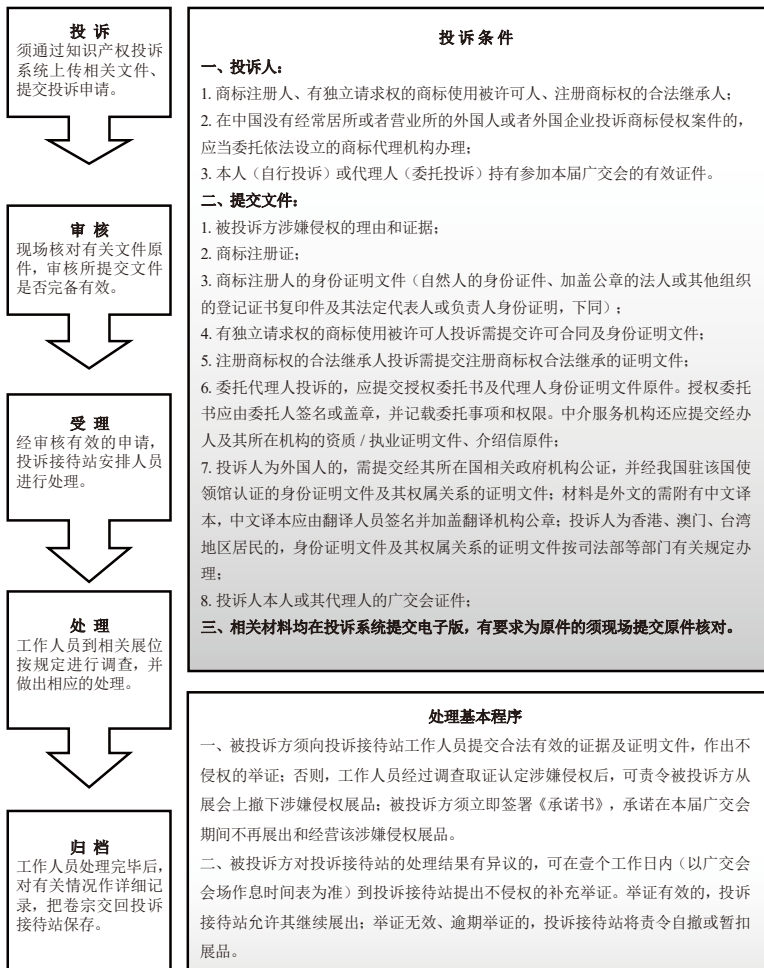 投 诉
须通过知识产权投诉
系统上传相关文件、
提交投诉申请。
审 核
现场核对有关文件原
件，审核所提交文件
是否完备有效。
受 理
经审核有效的申请，
投诉接待站安排人员
进行处理。
处 理
工作人员到相关展位
按规定进行调查，并
做出相应的处理。
归 档
工作人员处理完毕后，
对有关情况作详细记
录，把卷宗交回投诉
接待站保存。
投 诉 条 件
一、投诉人：
1. 商标注册人、有独立请求权的商标使用被许可人、注册商标权的合法继承人；
2. 在中国没有经常居所或者营业所的外国人或者外国企业投诉商标侵权案件的，
应当委托依法设立的商标代理机构办理；
3. 本人（自行投诉）或代理人（委托投诉）持有参加本届广交会的有效证件。
二、提交文件：
1. 被投诉方涉嫌侵权的理由和证据；
2. 商标注册证；
3. 商标注册人的身份证明文件（自然人的身份证件、加盖公章的法人或其他组织
的登记证书复印件及其法定代表人或负责人身份证明，下同）；
4. 有独立请求权的商标使用被许可人投诉需提交许可合同及身份证明文件；
5. 注册商标权的合法继承人投诉需提交注册商标权合法继承的证明文件；
6. 委托代理人投诉的，应提交授权委托书及代理人身份证明文件原件。授权委托
书应由委托人签名或盖章，并记载委托事项和权限。中介服务机构还应提交经办
人及其所在机构的资质 / 执业证明文件、介绍信原件；
7. 投诉人为外国人的，需提交经其所在国相关政府机构公证，并经我国驻该国使
领馆认证的身份证明文件及其权属关系的证明文件；材料是外文的需附有中文译
本，中文译本应由翻译人员签名并加盖翻译机构公章；投诉人为香港、澳门、台湾
地区居民的，身份证明文件及其权属关系的证明文件按司法部等部门有关规定办
理；
8. 投诉人本人或其代理人的广交会证件；
三、相关材料均在投诉系统提交电子版，有要求为原件的须现场提交原件核对。
处理基本程序
一、被投诉方须向投诉接待站工作人员提交合法有效的证据及证明文件，作出不
侵权的举证；否则，工作人员经过调查取证认定涉嫌侵权后，可责令被投诉方从
展会上撤下涉嫌侵权展品；被投诉方须立即签署《承诺书》，承诺在本届广交会
期间不再展出和经营该涉嫌侵权展品。
二、被投诉方对投诉接待站的处理结果有异议的，可在壹个工作日内（以广交会
会场作息时间表为准）到投诉接待站提出不侵权的补充举证。举证有效的，投诉
接待站允许其继续展出；举证无效、逾期举证的，投诉接待站将责令自撤或暂扣
展品。